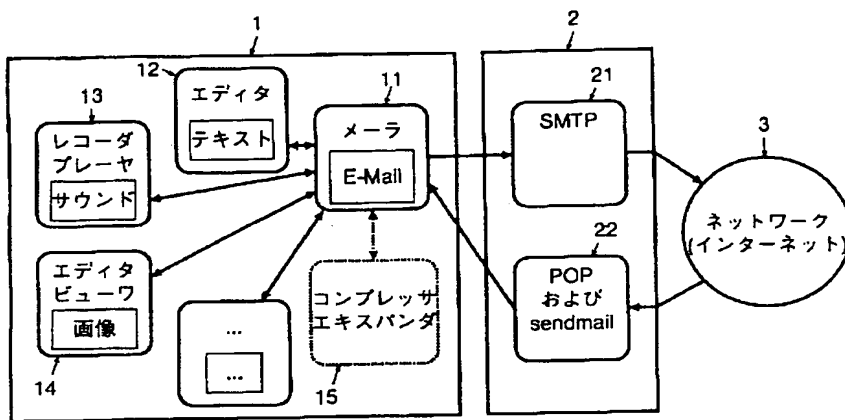 1
2
12
エディタ
テキスト
11
メーラ
E-Mail
13
レコーダ
プレーヤ
サウンド
21
SMTP
3
ネットワーク
(インターネット)
エディタ
ビューワ
画像
14
...
...
コンプレッサ
エキスパンダ
15
22
POP
および
sendmail